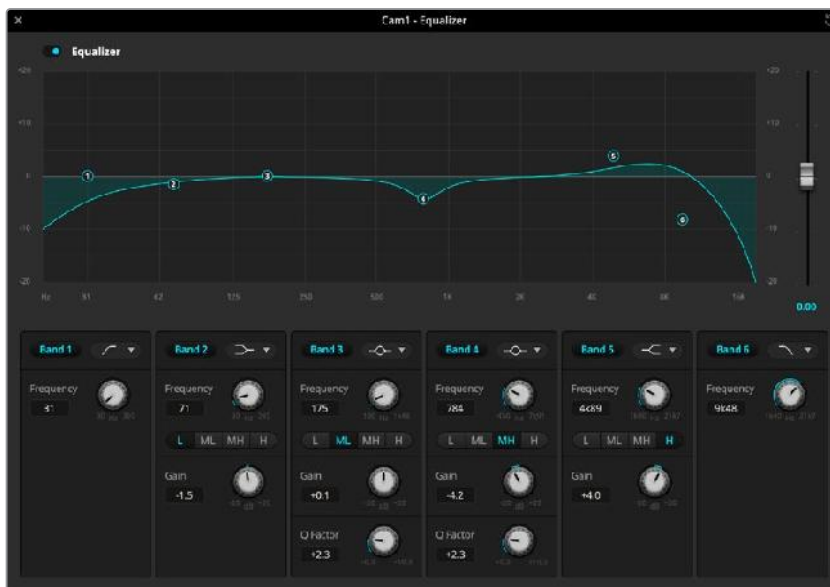 Cam1 - Equalizer
Equalizer
+20 +20
+10 +10
0 0
-10 -10
-20 -20
Hz 31 62 125 250 500 1K 2K 4K 8K 16K
0.00
1 2 3 4 5 6
Band 1 Band 2 Band 3 Band 4 Band 5 Band 6
Frequency Frequency Frequency Frequency Frequency Frequency
31 71 175 784 4k89 9k48
L ML MH H L ML MH H L ML MH H L ML MH H
Gain Gain Gain Gain
-1.5 +0.1 -4.2 +4.0
Q Factor Q Factor
+2.3 +2.3